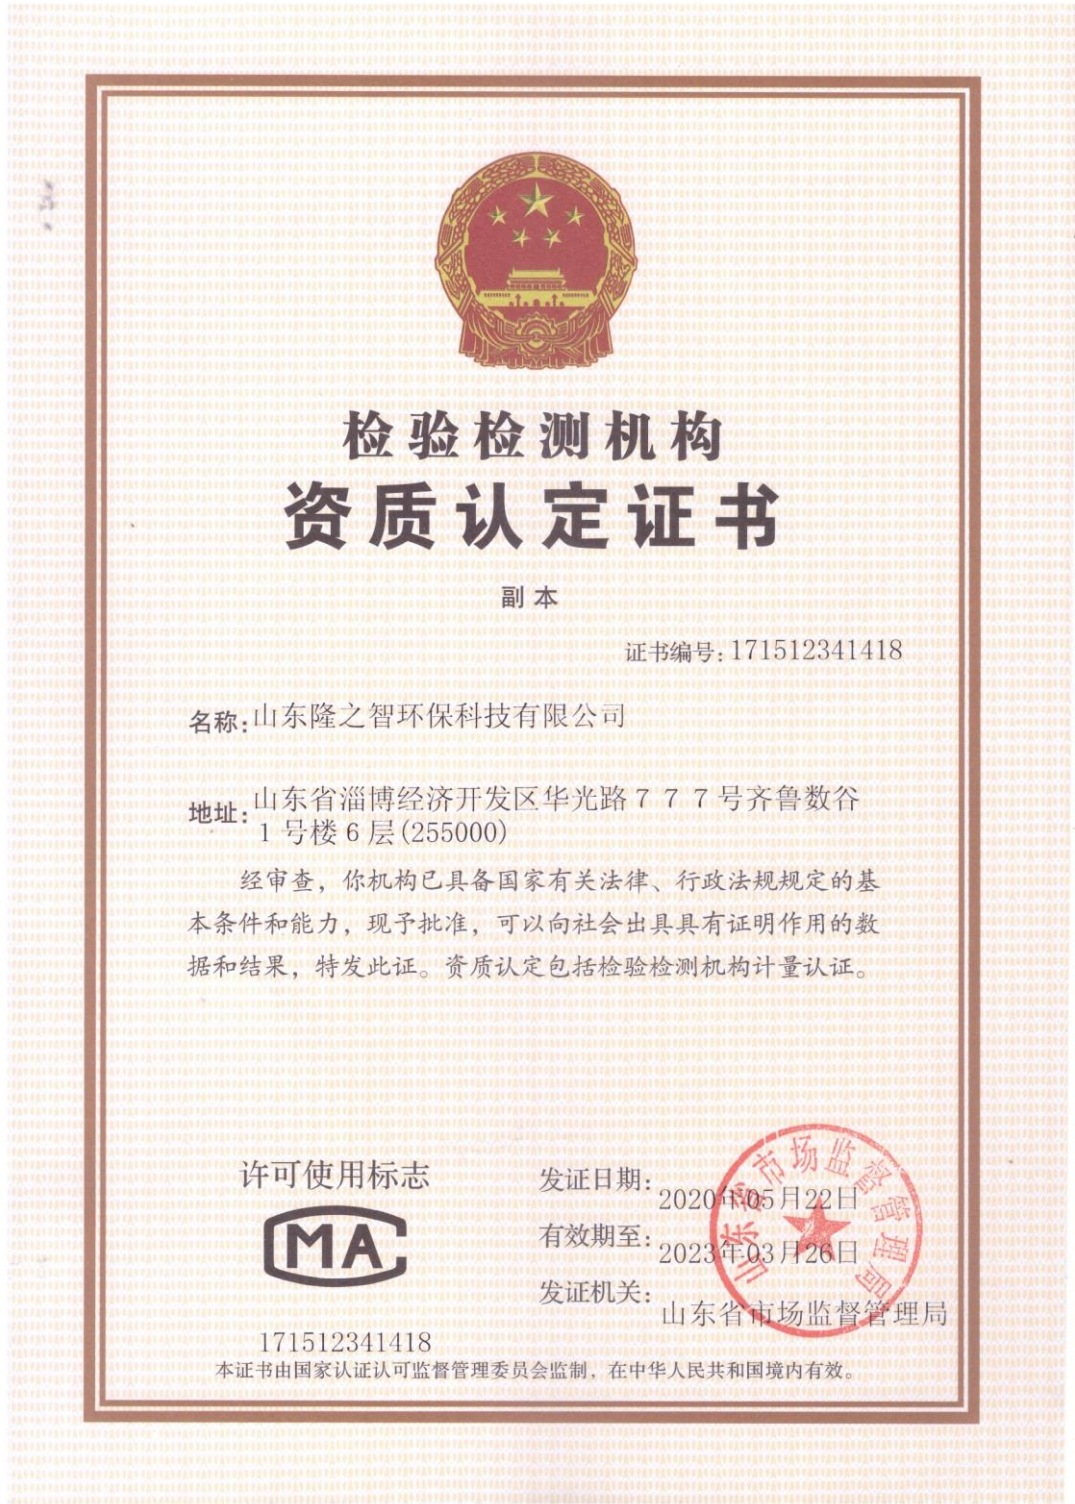 检验检测机构
资质认定证书
副本
证书编号:171512341418
名称:山东隆之智环保科技有限公司
地址:山东省淄博经济开发区华光路777号齐鲁数谷
1号楼6层(255000)
经审查,你机构已具备国家有关法律、行政法规规定的基
本条件和能力,现予批准,可以向社会出具具有证明作用的数
据和结果,特发此证。资质认定包括检验检测机构计量认证。
许可使用标志
MA
171512341418
发证日期:2020年05月22日
有效期至:2023年03月26日
发证机关:山东省市场监督管理局
山东省市场监督管理局
本证书由国家认证认可监督管理委员会监制,在中华人民共和国境内有效。